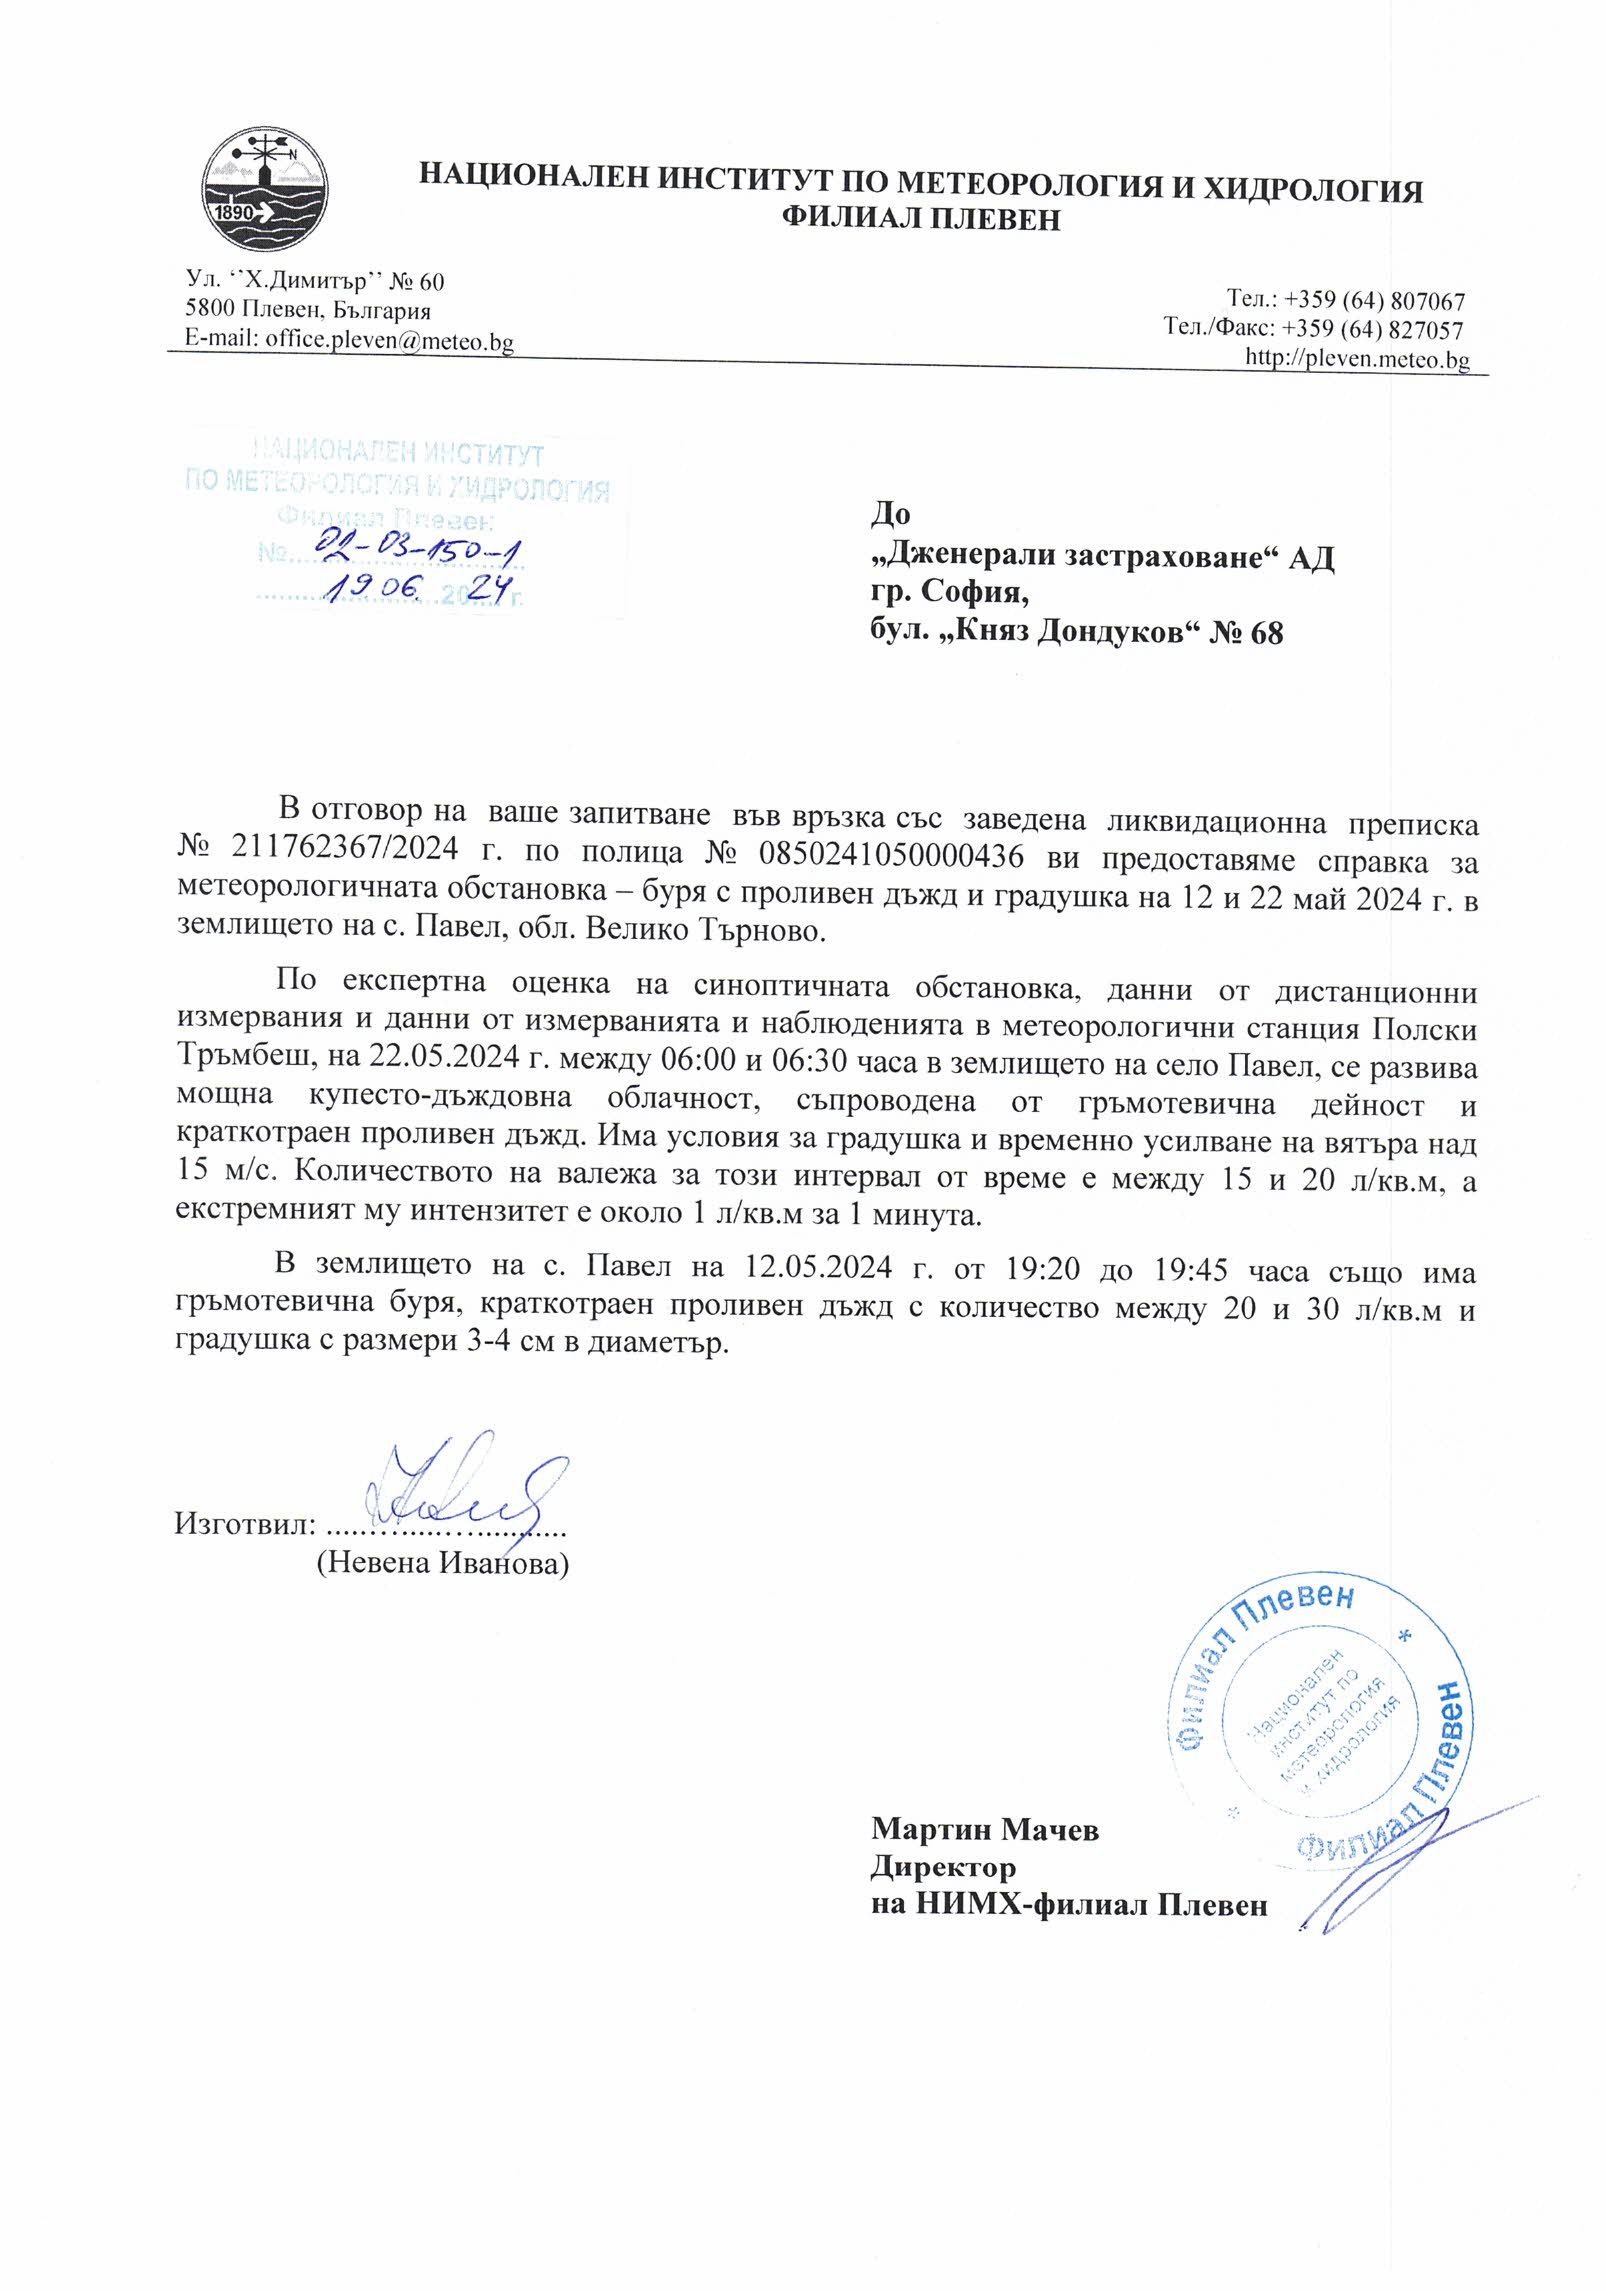 N
1890
НАЦИОНАЛЕН ИНСТИТУТ ПО МЕТЕОРОЛОГИЯ И ХИДРОЛОГИЯ
ФИЛИАЛ ПЛЕВЕН
Ул. ‘’Х.Димитър’’ № 60
5800 Плевен, България
E-mail: office.pleven@meteo.bg
Тел.: +359 (64) 807067
Тел./Факс: +359 (64) 827057
http://pleven.meteo.bg
НАЦИОНАЛЕН ИНСТИТУТ
ПО МЕТЕОРОЛОГИЯ И ХИДРОЛОГИЯ
Филиал Плевен
№ 02-03-150-1
19.06. 2024 г.
До
„Дженерали застраховане“ АД
гр. София,
бул. „Княз Дондуков“ № 68
В отговор на ваше запитване във връзка със заведена ликвидационна преписка
№ 211762367/2024 г. по полица № 0850241050000436 ви предоставяме справка за
метеорологичната обстановка – буря с проливен дъжд и градушка на 12 и 22 май 2024 г. в
землището на с. Павел, обл. Велико Търново.
По експертна оценка на синоптичната обстановка, данни от дистанционни
измервания и данни от измерванията и наблюденията в метеорологични станция Полски
Тръмбеш, на 22.05.2024 г. между 06:00 и 06:30 часа в землището на село Павел, се развива
мощна купесто-дъждовна облачност, съпроводена от гръмотевична дейност и
краткотраен проливен дъжд. Има условия за градушка и временно усилване на вятъра над
15 м/с. Количеството на валежа за този интервал от време е между 15 и 20 л/кв.м, а
екстремният му интензитет е около 1 л/кв.м за 1 минута.
В землището на с. Павел на 12.05.2024 г. от 19:20 до 19:45 часа също има
гръмотевична буря, краткотраен проливен дъжд с количество между 20 и 30 л/кв.м и
градушка с размери 3-4 см в диаметър.
Изготвил: ..............................
(Невена Иванова)
Филиал Плевен * Филиал Плевен *
Национален
институт по
метеорология
и хидрология
Мартин Мачев
Директор
на НИМХ-филиал Плевен